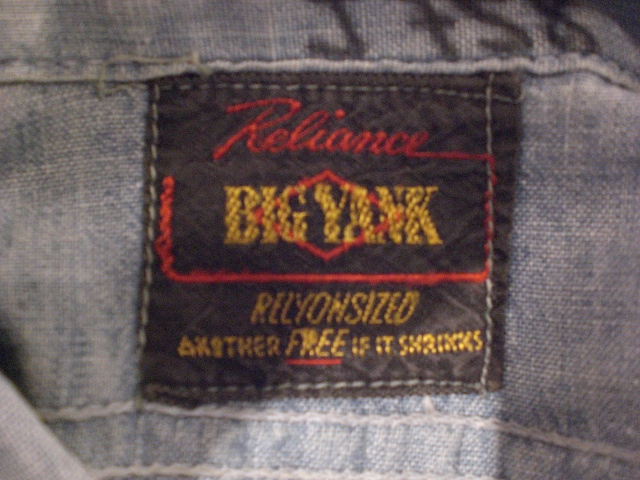 Reliance
BIG YANK
RELYONSIZED
ANOTHER FREE IF IT SHRINKS